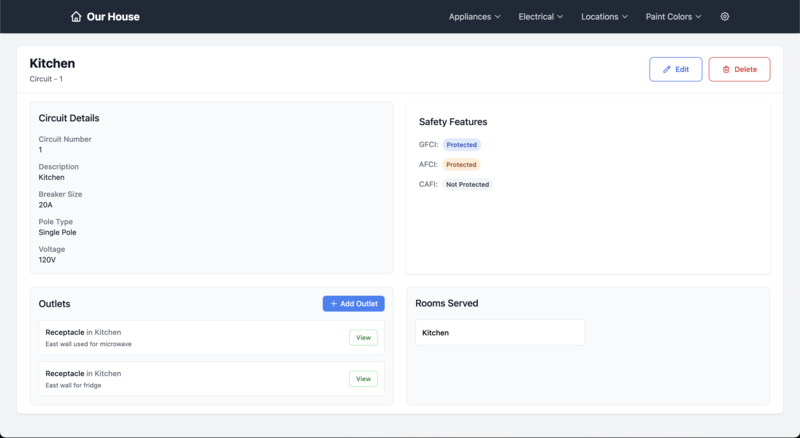 Our House
Appliances
Electrical
Locations
Paint Colors
Kitchen
Circuit - 1
Edit
Delete
Circuit Details
Circuit Number
1
Description
Kitchen
Breaker Size
20A
Pole Type
Single Pole
Voltage
120V
Safety Features
GFCI: Protected
AFCI: Protected
CAFI: Not Protected
Outlets
+ Add Outlet
Receptacle in Kitchen
East wall used for microwave
View
Receptacle in Kitchen
East wall for fridge
View
Rooms Served
Kitchen